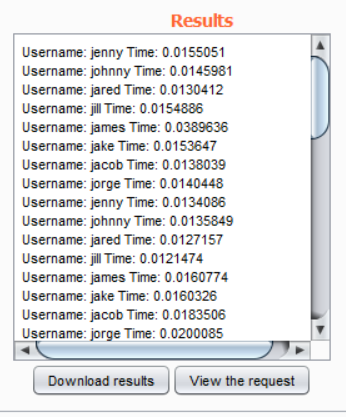 Results
Username: jenny Time: 0.0155051
Username: johnny Time: 0.0145981
Username: jared Time: 0.0130412
Username: jill Time: 0.0154886
Username: james Time: 0.0389636
Username: jake Time: 0.0153647
Username: jacob Time: 0.0138039
Username: jorge Time: 0.0140448
Username: jenny Time: 0.0134086
Username: johnny Time: 0.0135849
Username: jared Time: 0.0127157
Username: jill Time: 0.0121474
Username: james Time: 0.0160774
Username: jake Time: 0.0160326
Username: jacob Time: 0.0183506
Username: jorge Time: 0.0200085
Download results
View the request